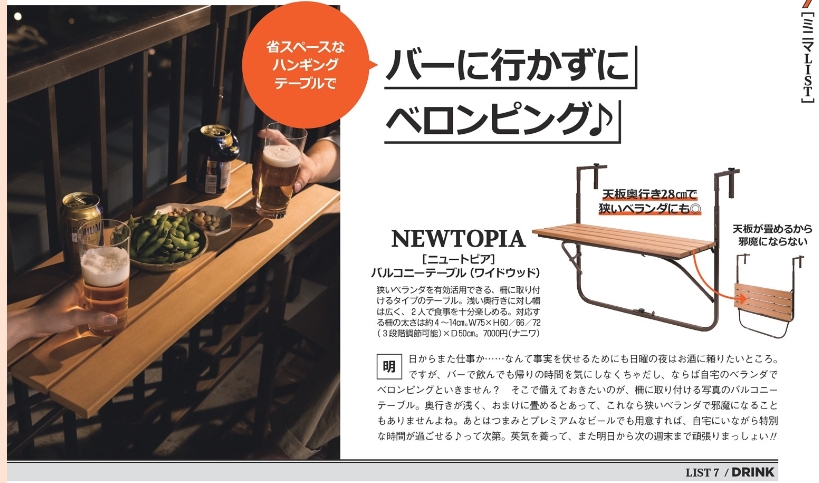 [ミニマLIST]
省スペースな
ハンギング
テーブルで
バーに行かずに
ベロンピング♪
天板奥行き28㎝で
狭いベランダにも◎
天板が畳めるから
邪魔にならない
NEWTOPIA
[ニュートピア]
バルコニーテーブル（ワイドウッド）
狭いベランダを有効活用できる、柵に取り付
けるタイプのテーブル。浅い奥行きに対し幅
は広く、2人で食事を十分楽しめる。対応す
る柵の太さは約4～14㎝。W75×H60／66／72
（3段階調節可能）×D50㎝。7000円（ナニワ）
明日からまた仕事か……なんて事実を伏せるためにも日曜の夜はお酒に頼りたいところ。
ですが、バーで飲んでも帰りの時間を気にしなくちゃだし、ならば自宅のベランダで
ベロンピングといきません？　そこで備えておきたいのが、柵に取り付ける写真のバルコニー
テーブル。奥行きが浅く、おまけに畳めるとあって、これなら狭いベランダで邪魔になること
もありませんよね。あとはつまみとプレミアムなビールでも用意すれば、自宅にいながら特別
な時間が過ごせる♪って次第。英気を養って、また明日から次の週末まで頑張りまっしょい!!
LIST 7 / DRINK